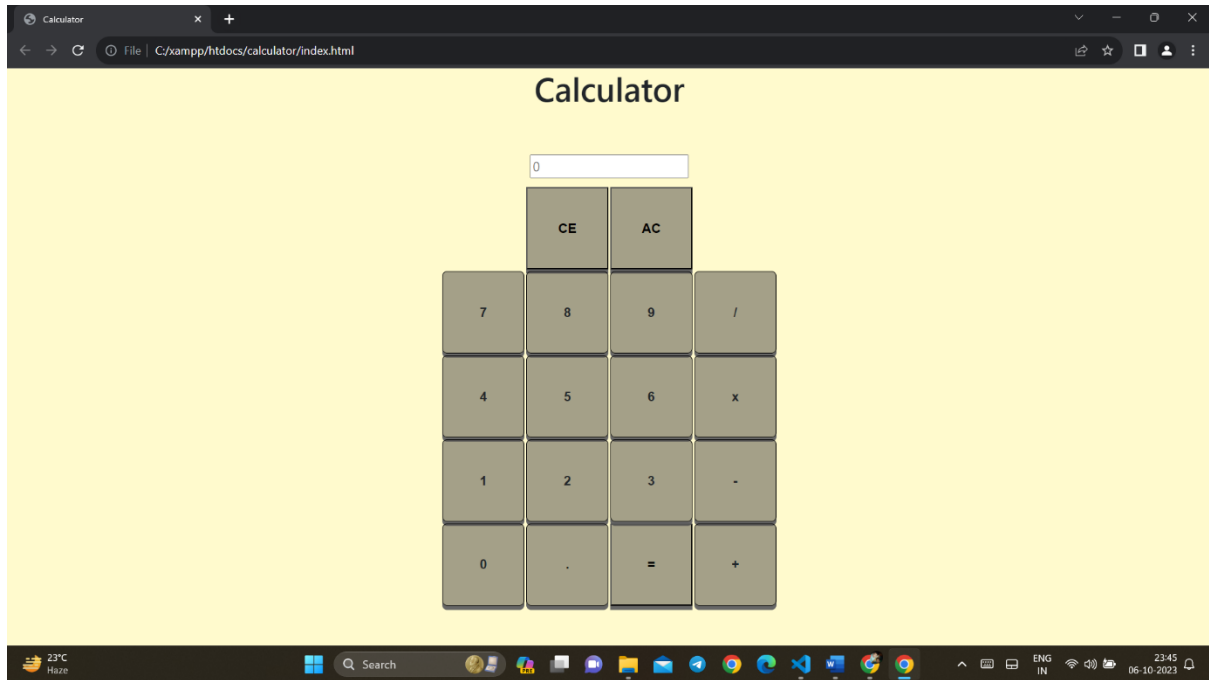 Calculator
File | C:/xampp/htdocs/calculator/index.html
Calculator
0
CE AC
7 8 9 /
4 5 6 x
1 2 3 -
0 . = +
23°C
Haze
Search
ENG
IN
23:45
06-10-2023